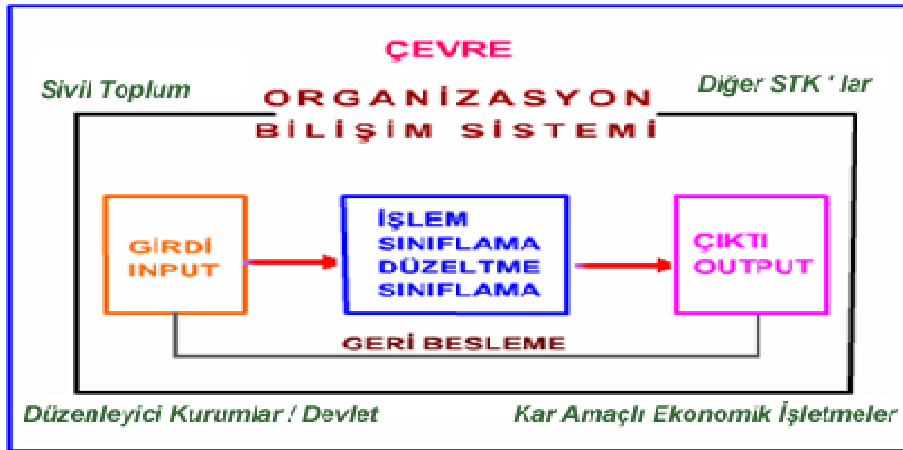 ÇEVRE
Sivil Toplum
Diğer STK ' lar
ORGANİZASYON
BİLİŞİM SİSTEMİ
GİRDİ
INPUT
İŞLEM
SINIFLAMA
DÜZELTME
SINIFLAMA
ÇIKTI
OUTPUT
GERİ BESLEME
Düzenleyici Kurumlar / Devlet
Kar Amaçlı Ekonomik İşletmeler